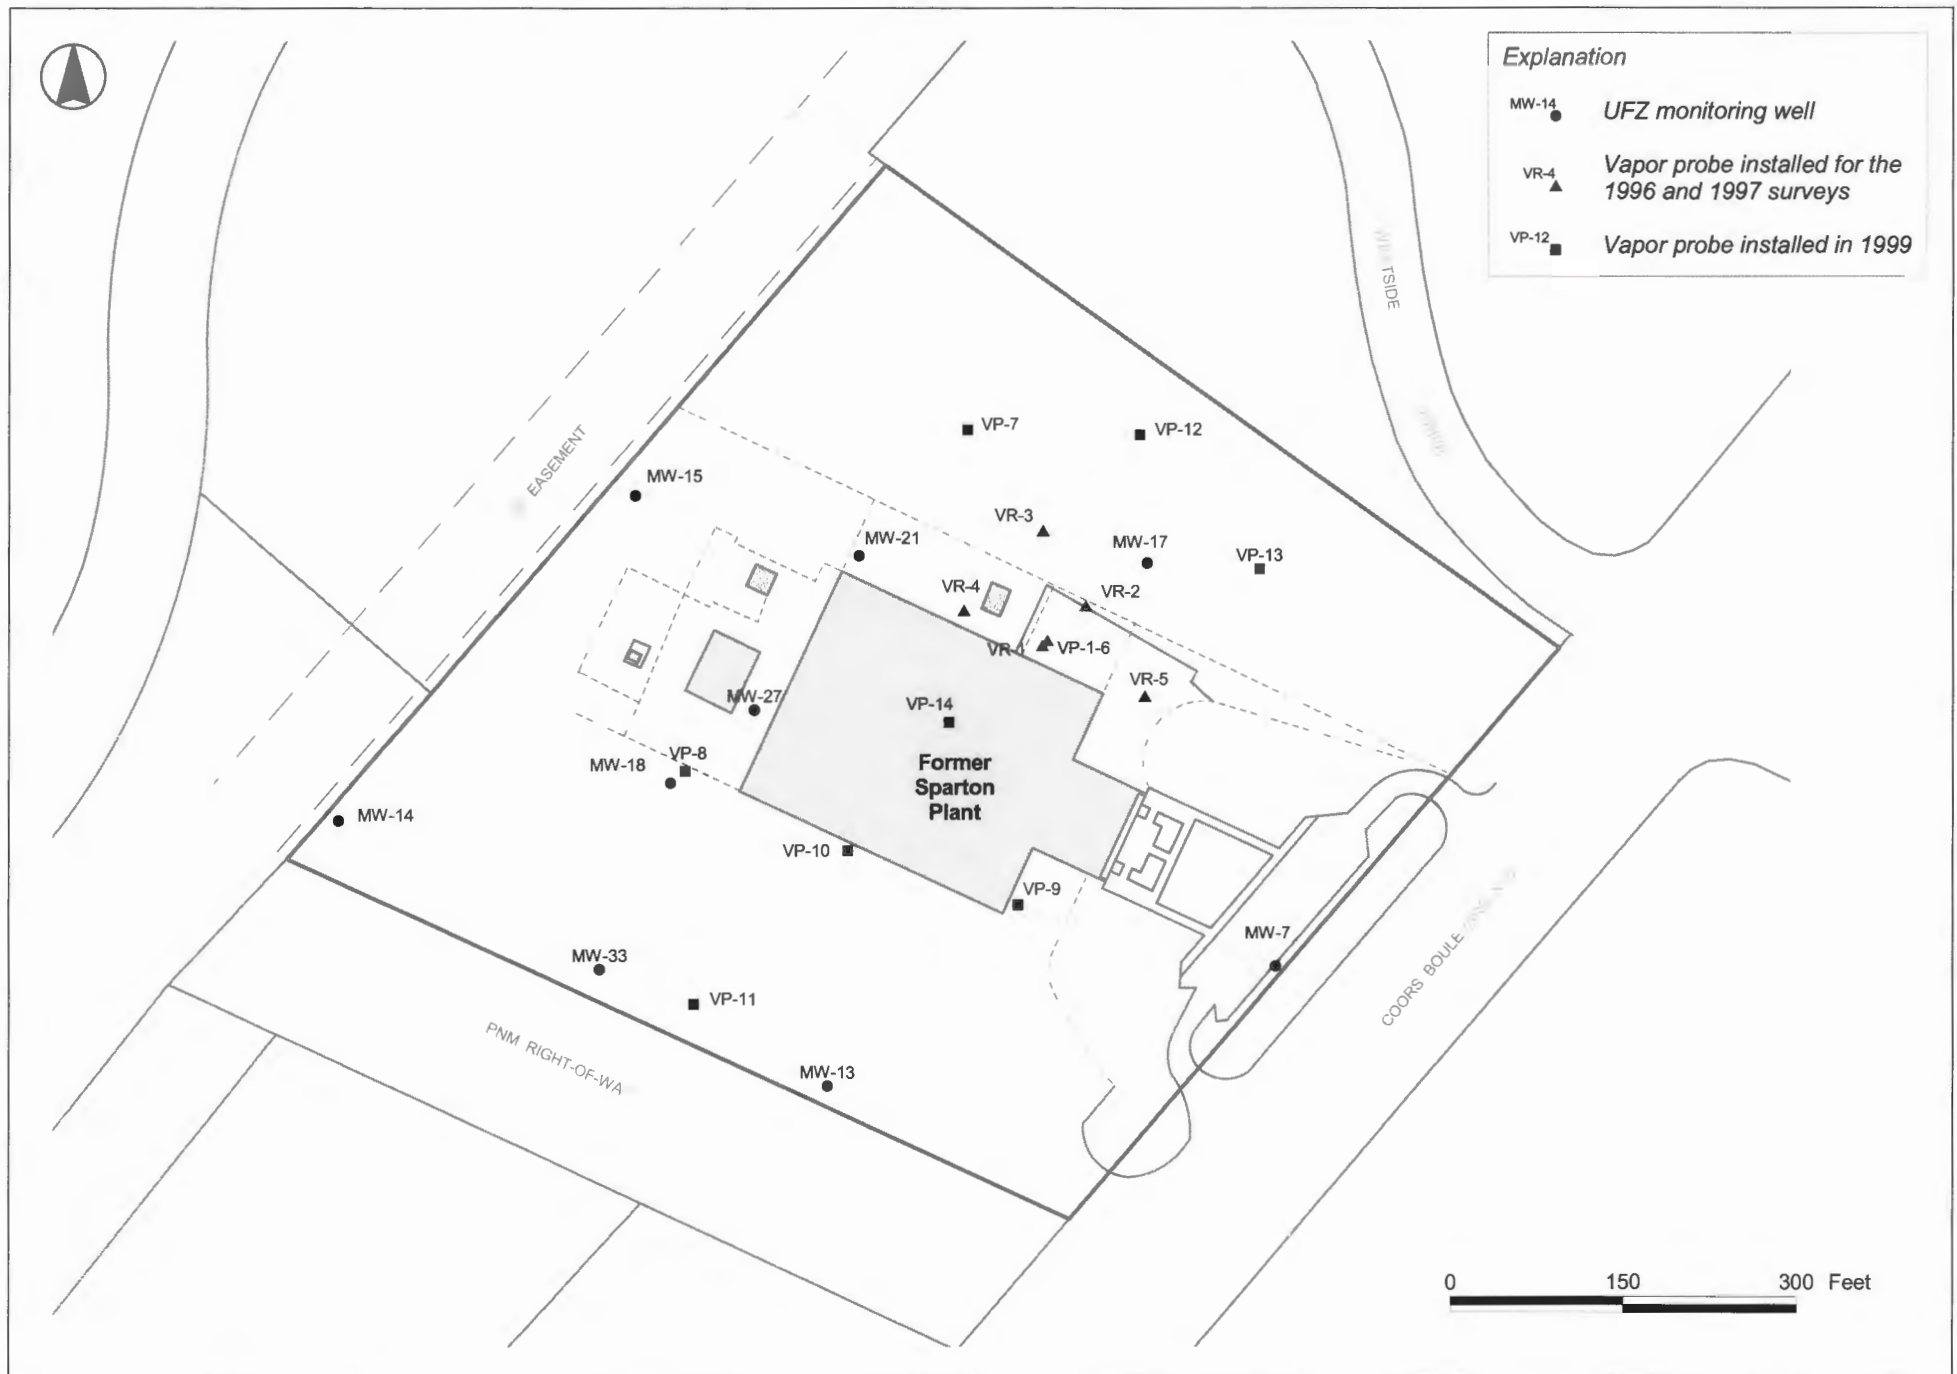 Explanation
MW-14
UFZ monitoring well
VR-4
Vapor probe installed for the
1996 and 1997 surveys
VP-12
Vapor probe installed in 1999
TSIDE
EASEMENT
VP-7
VP-12
MW-15
VR-3
MW-21
MW-17
VP-13
VR-4
VR-2
VP-1-6
VR-5
MW-27
VP-14
VP-8
MW-18
Former
Sparton
Plant
MW-14
VP-10
VP-9
MW-7
COORS BOULE
MW-33
VP-11
PNM RIGHT-OF-WA
MW-13
0 150 300 Feet